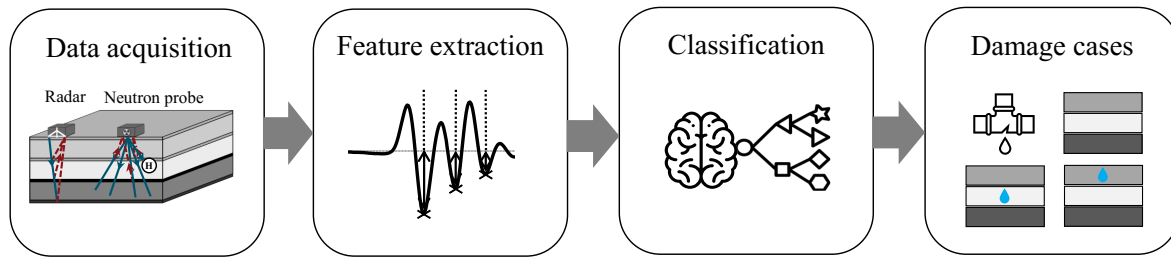 Data acquisition
Radar
Neutron probe
H
Feature extraction
Classification
Damage cases